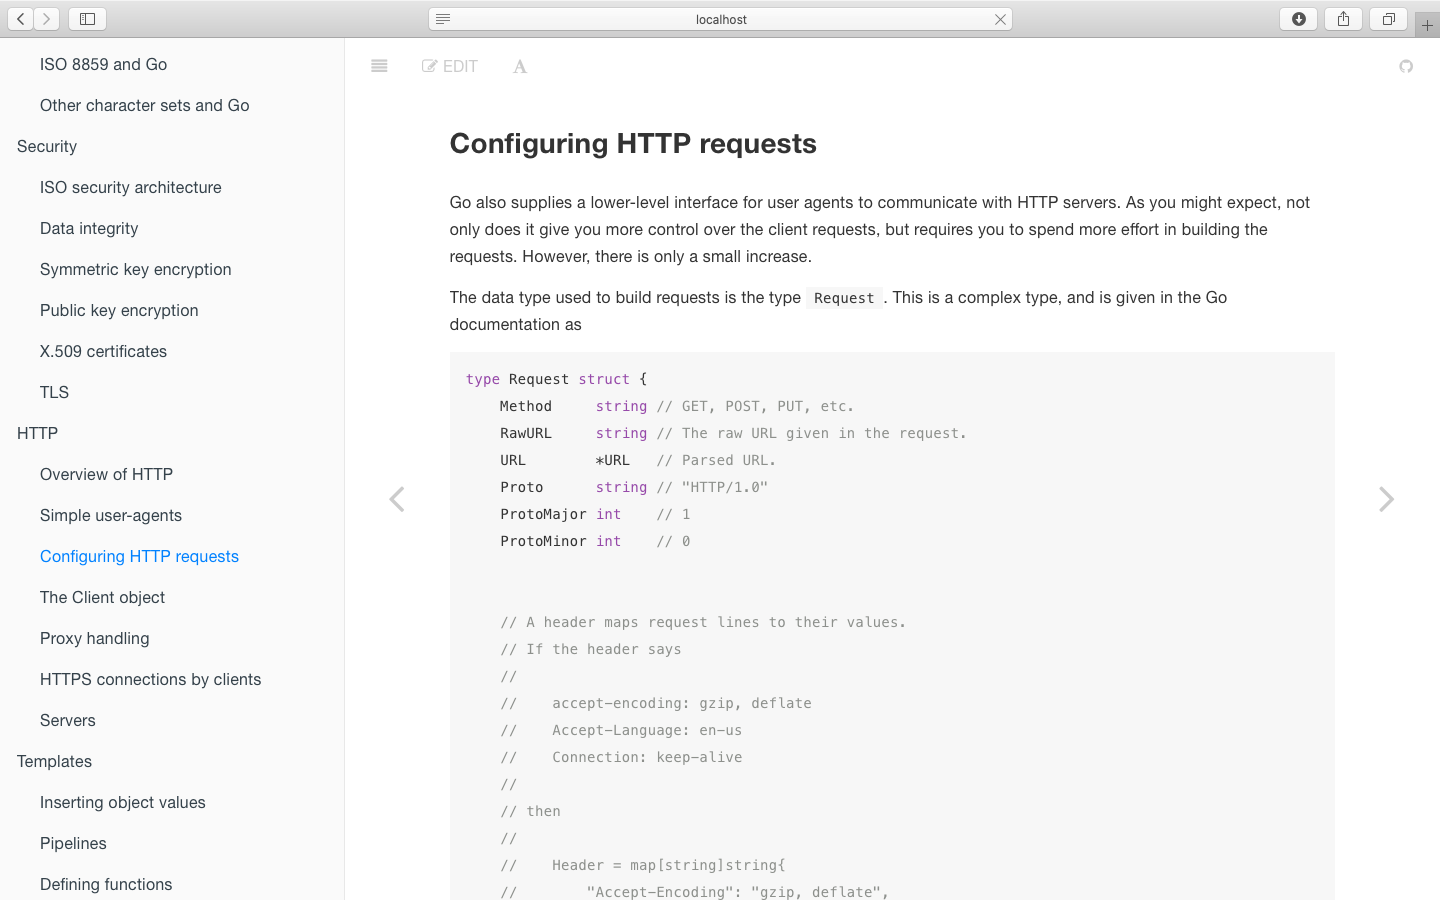 localhost
ISO 8859 and Go
Other character sets and Go
Security
ISO security architecture
Data integrity
Symmetric key encryption
Public key encryption
X.509 certificates
TLS
HTTP
Overview of HTTP
Simple user-agents
Configuring HTTP requests
The Client object
Proxy handling
HTTPS connections by clients
Servers
Templates
Inserting object values
Pipelines
Defining functions
EDIT
A
Configuring HTTP requests
Go also supplies a lower-level interface for user agents to communicate with HTTP servers. As you might expect, not
only does it give you more control over the client requests, but requires you to spend more effort in building the
requests. However, there is only a small increase.
The data type used to build requests is the type Request . This is a complex type, and is given in the Go
documentation as
type Request struct {
    Method     string // GET, POST, PUT, etc.
    RawURL     string // The raw URL given in the request.
    URL        *URL   // Parsed URL.
    Proto      string // "HTTP/1.0"
    ProtoMajor int    // 1
    ProtoMinor int    // 0
    // A header maps request lines to their values.
    // If the header says
    //
    //    accept-encoding: gzip, deflate
    //    Accept-Language: en-us
    //    Connection: keep-alive
    //
    // then
    //
    //    Header = map[string]string{
    //        "Accept-Encoding": "gzip, deflate",